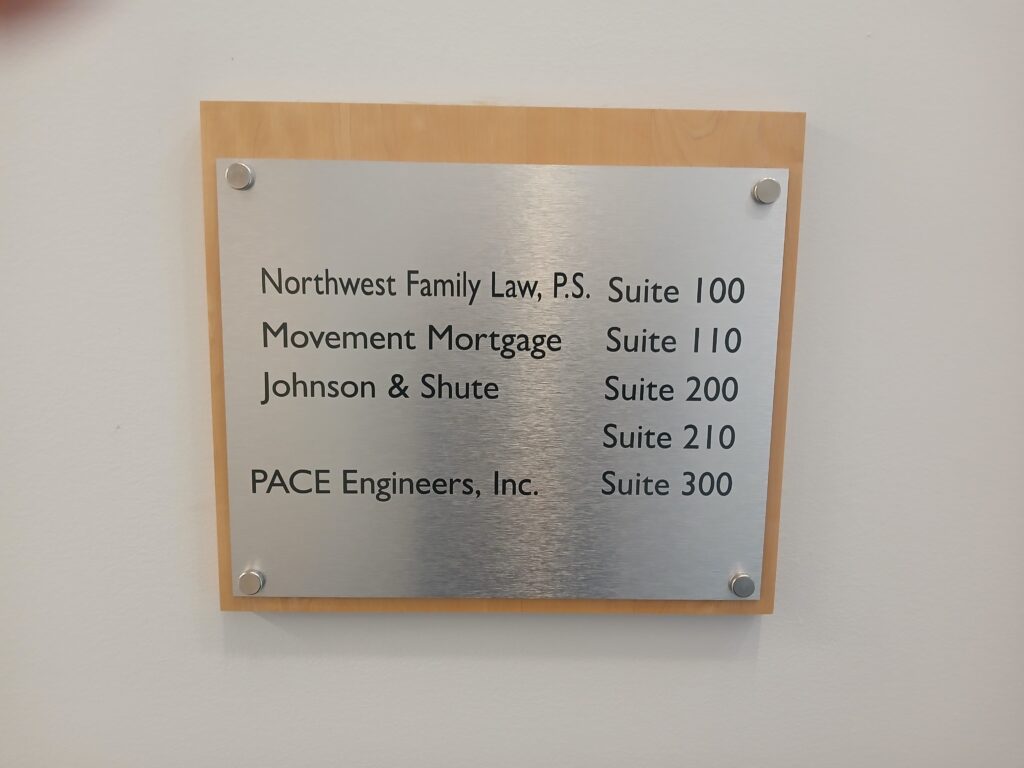 Northwest Family Law, P.S. Suite 100
Movement Mortgage Suite 110
Johnson & Shute Suite 200
Suite 210
PACE Engineers, Inc. Suite 300